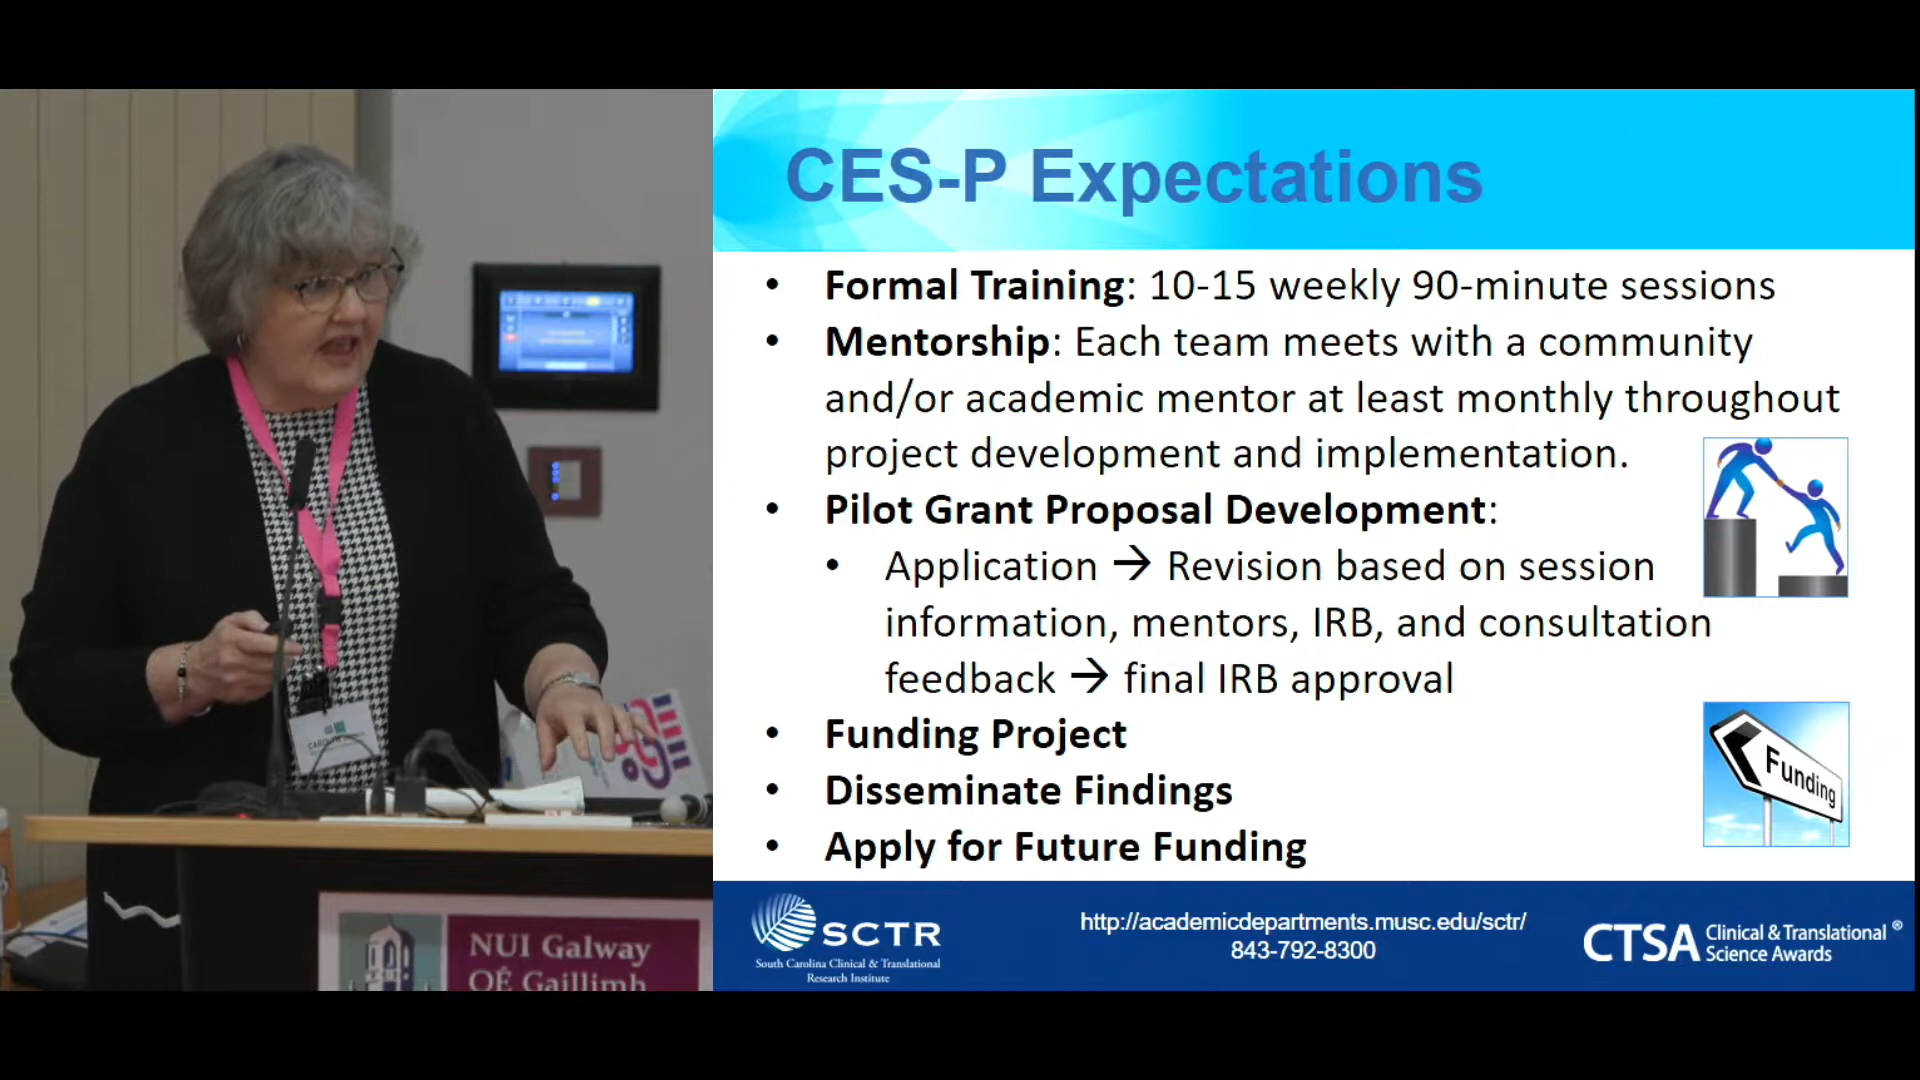 CES-P Expectations
• Formal Training: 10-15 weekly 90-minute sessions
• Mentorship: Each team meets with a community
and/or academic mentor at least monthly throughout
project development and implementation.
• Pilot Grant Proposal Development:
• Application → Revision based on session
information, mentors, IRB, and consultation
feedback → final IRB approval
• Funding Project
• Disseminate Findings
• Apply for Future Funding
Funding
SCTR
South Carolina Clinical & Translational
Research Institute
http://academicdepartments.musc.edu/sctr/
843-792-8300
CTSA Clinical & Translational ®
Science Awards
NUI Galway
OÉ Gaillimh